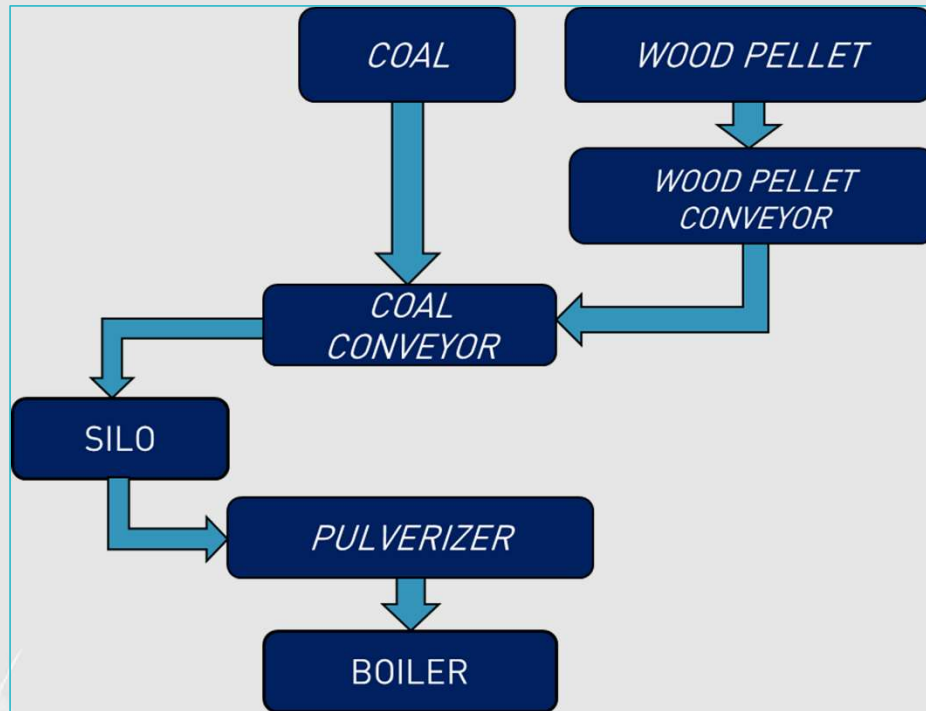 COAL
WOOD PELLET
WOOD PELLET
CONVEYOR
COAL
CONVEYOR
SILO
PULVERIZER
BOILER